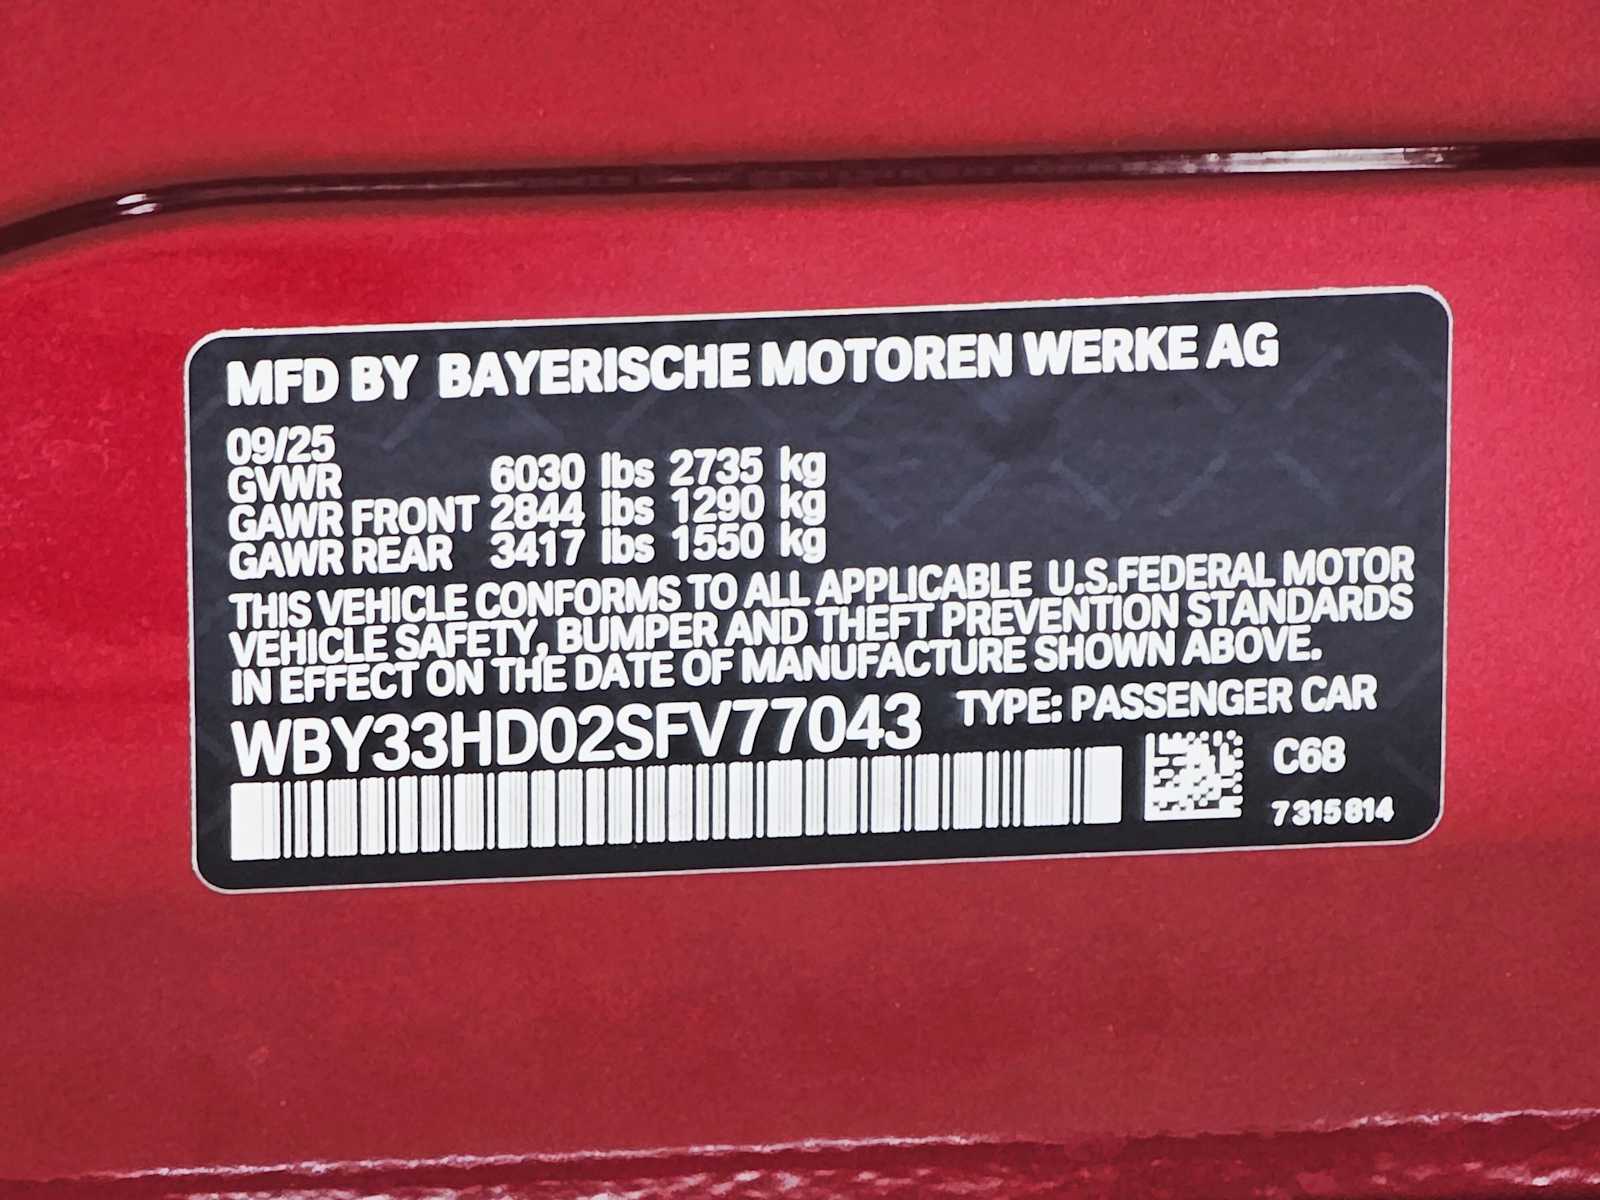 MFD BY BAYERISCHE MOTOREN WERKE AG
09/25
GVWR 6030 lbs 2735 kg
GAWR FRONT 2844 lbs 1290 kg
GAWR REAR 3417 lbs 1550 kg
THIS VEHICLE CONFORMS TO ALL APPLICABLE U.S.FEDERAL MOTOR
VEHICLE SAFETY, BUMPER AND THEFT PREVENTION STANDARDS
IN EFFECT ON THE DATE OF MANUFACTURE SHOWN ABOVE.
WBY33HD02SFV77043 TYPE: PASSENGER CAR
C68
7315814